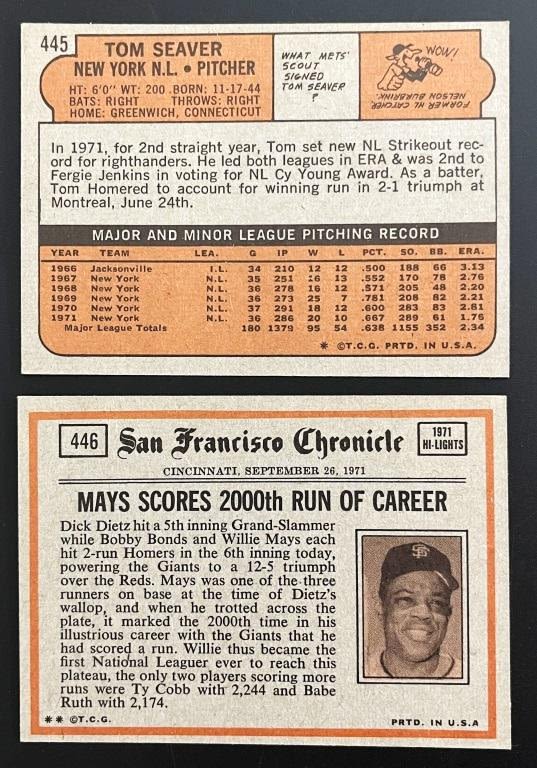 445
TOM SEAVER
NEW YORK N.L. • PITCHER
HT: 6'0" WT: 200 BORN: 11-17-44
BATS: RIGHT THROWS: RIGHT
HOME: GREENWICH, CONNECTICUT
WHAT METS'
SCOUT
SIGNED
TOM SEAVER
?
I'MON
FORMER NL CATCHER
NELSON BURBRINK.
In 1971, for 2nd straight year, Tom set new NL Strikeout rec-
ord for righthanders. He led both leagues in ERA & was 2nd to
Fergie Jenkins in voting for NL Cy Young Award. As a batter,
Tom Homered to account for winning run in 2-1 triumph at
Montreal, June 24th.
MAJOR AND MINOR LEAGUE PITCHING RECORD
YEAR TEAM LEA. G IP W L PCT. SO. BB. ERA.
1966 Jacksonville I.L. 34 210 12 12 .500 188 66 3.13
1967 New York N.L. 35 251 16 13 .552 170 78 2.76
1968 New York N.L. 36 278 16 12 .571 205 48 2.20
1969 New York N.L. 36 273 25 7 .781 208 82 2.21
1970 New York N.L. 37 291 18 12 .600 283 83 2.81
1971 New York N.L. 36 286 20 10 .667 289 61 1.76
Major League Totals 180 1379 95 54 .638 1155 352 2.34
* ©T.C.G. PRTD. IN U.S.A.
446
San Francisco Chronicle
1971
HI-LIGHTS
CINCINNATI, SEPTEMBER 26, 1971
MAYS SCORES 2000th RUN OF CAREER
Dick Dietz hit a 5th inning Grand-Slammer
while Bobby Bonds and Willie Mays each
hit 2-run Homers in the 6th inning today,
powering the Giants to a 12-5 triumph
over the Reds. Mays was one of the three
runners on base at the time of Dietz's
wallop, and when he trotted across the
plate, it marked the 2000th time in his
illustrious career with the Giants that he
had scored a run. Willie thus became the
first National Leaguer ever to reach this
plateau, the only two players scoring more
runs were Ty Cobb with 2,244 and Babe
Ruth with 2,174.
SF
** ©T.C.G.
PRTD. IN U.S.A